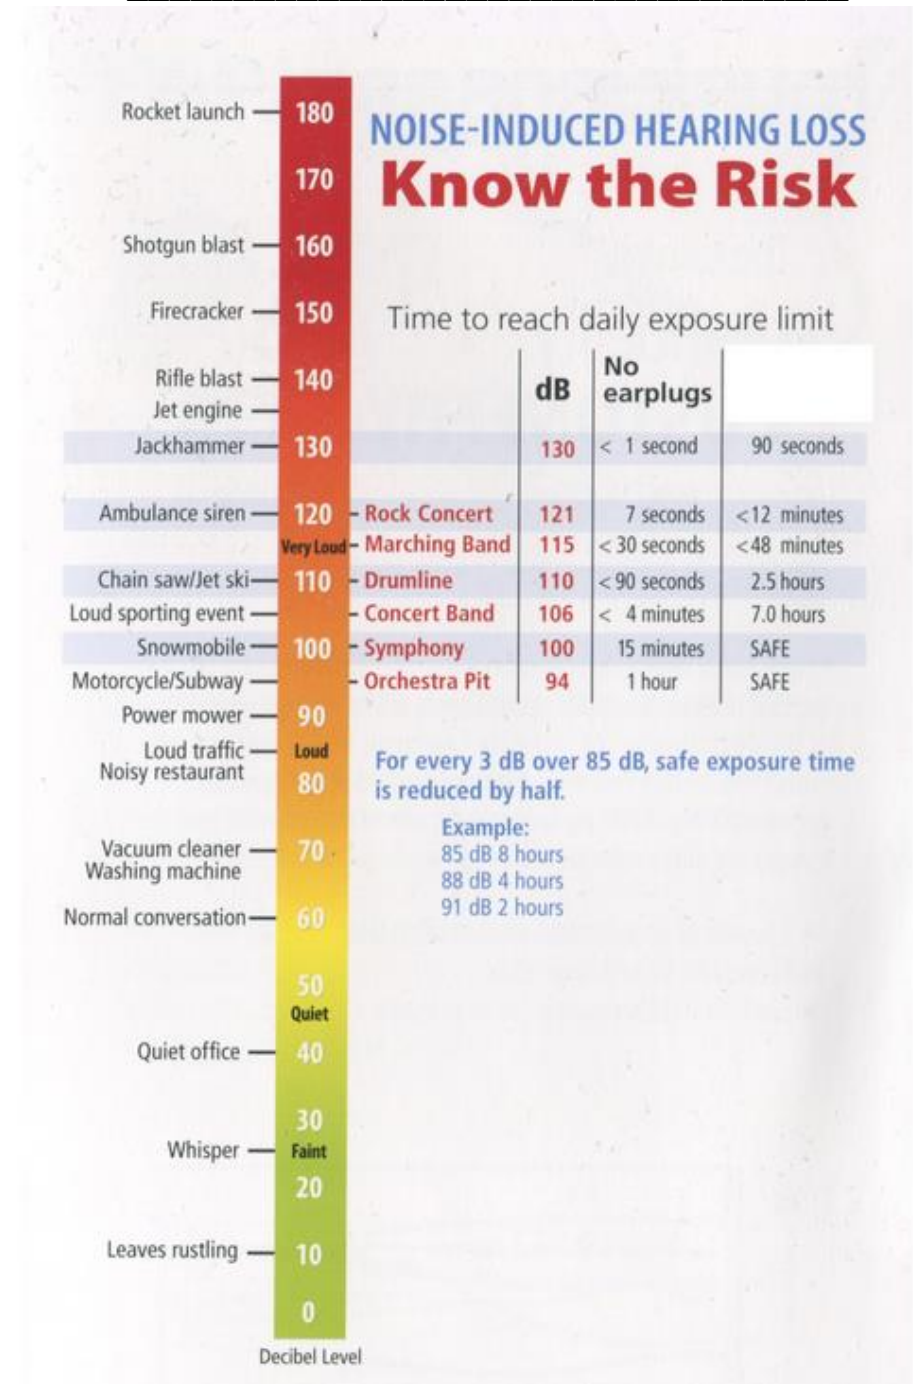 NOISE-INDUCED HEARING LOSS
Know the Risk
Rocket launch 180
170
Shotgun blast 160
Firecracker 150
Rifle blast 140
Jet engine
Jackhammer 130
Ambulance siren 120 Rock Concert
Very Loud Marching Band
Chain saw/Jet ski 110 Drumline
Loud sporting event Concert Band
Snowmobile 100 Symphony
Motorcycle/Subway Orchestra Pit
Power mower 90
Loud traffic Loud
Noisy restaurant
80
Vacuum cleaner 70
Washing machine
Normal conversation 60
50
Quiet
Quiet office 40
30
Whisper Faint
20
Leaves rustling 10
0
Decibel Level
Time to reach daily exposure limit
dB No earplugs
130 < 1 second 90 seconds
121 7 seconds <12 minutes
115 < 30 seconds <48 minutes
110 < 90 seconds 2.5 hours
106 < 4 minutes 7.0 hours
100 15 minutes SAFE
94 1 hour SAFE
For every 3 dB over 85 dB, safe exposure time
is reduced by half.
Example:
85 dB 8 hours
88 dB 4 hours
91 dB 2 hours